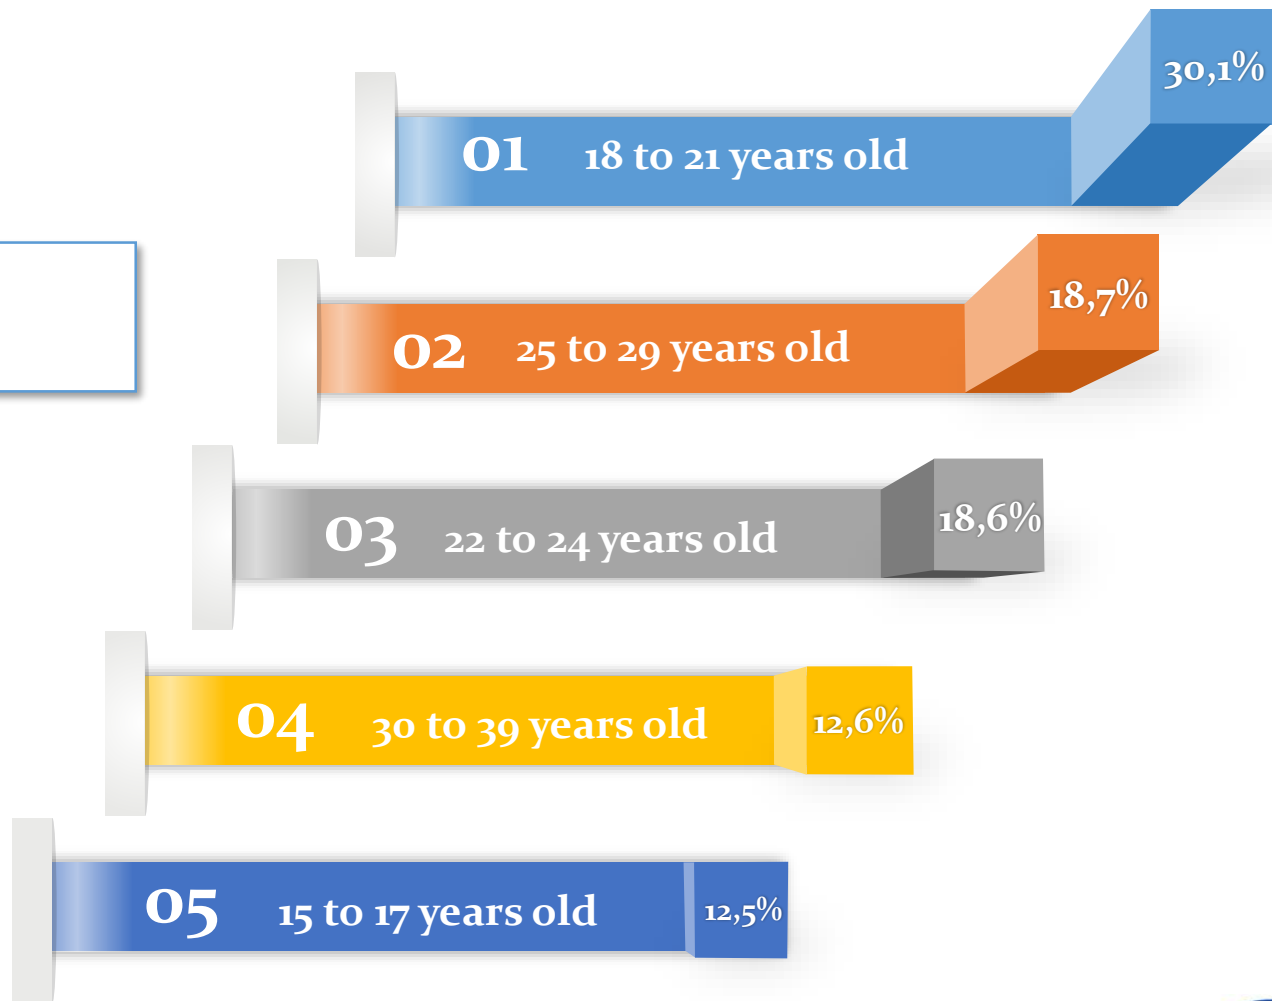 30,1%
01 18 to 21 years old
18,7%
02 25 to 29 years old
18,6%
03 22 to 24 years old
12,6%
04 30 to 39 years old
12,5%
05 15 to 17 years old